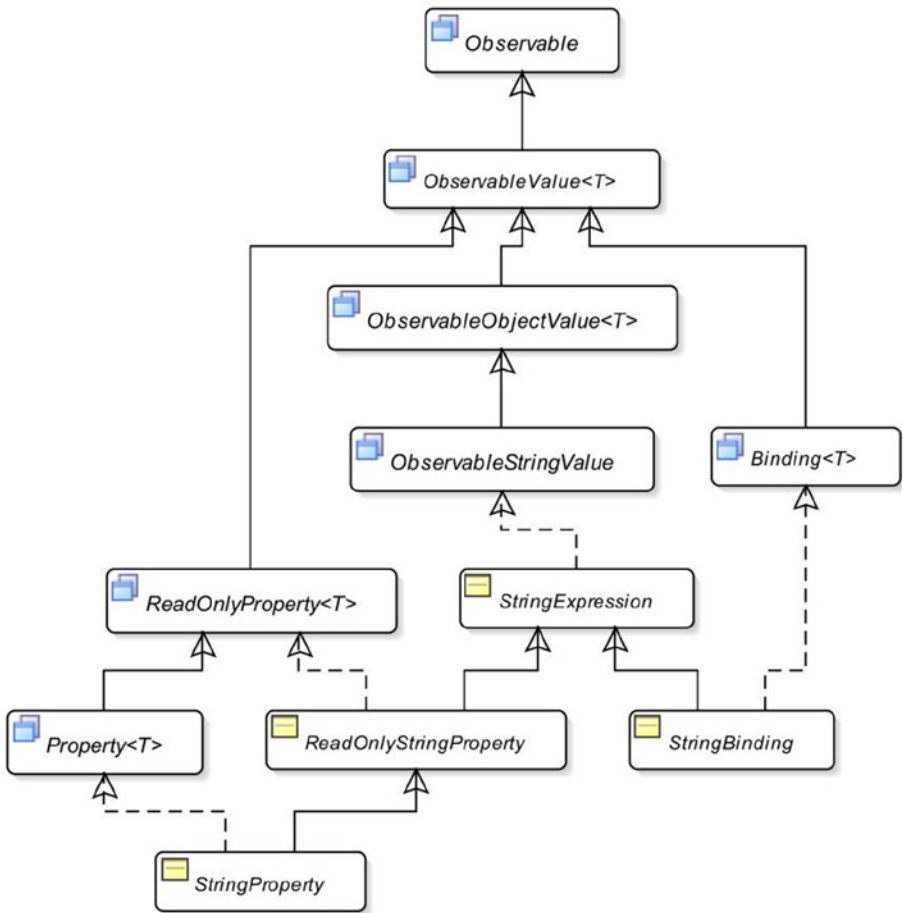 Observable
ObservableValue<T>
ObservableObjectValue<T>
ObservableStringValue
Binding<T>
ReadOnlyProperty<T>
StringExpression
Property<T>
ReadOnlyStringProperty
StringBinding
StringProperty